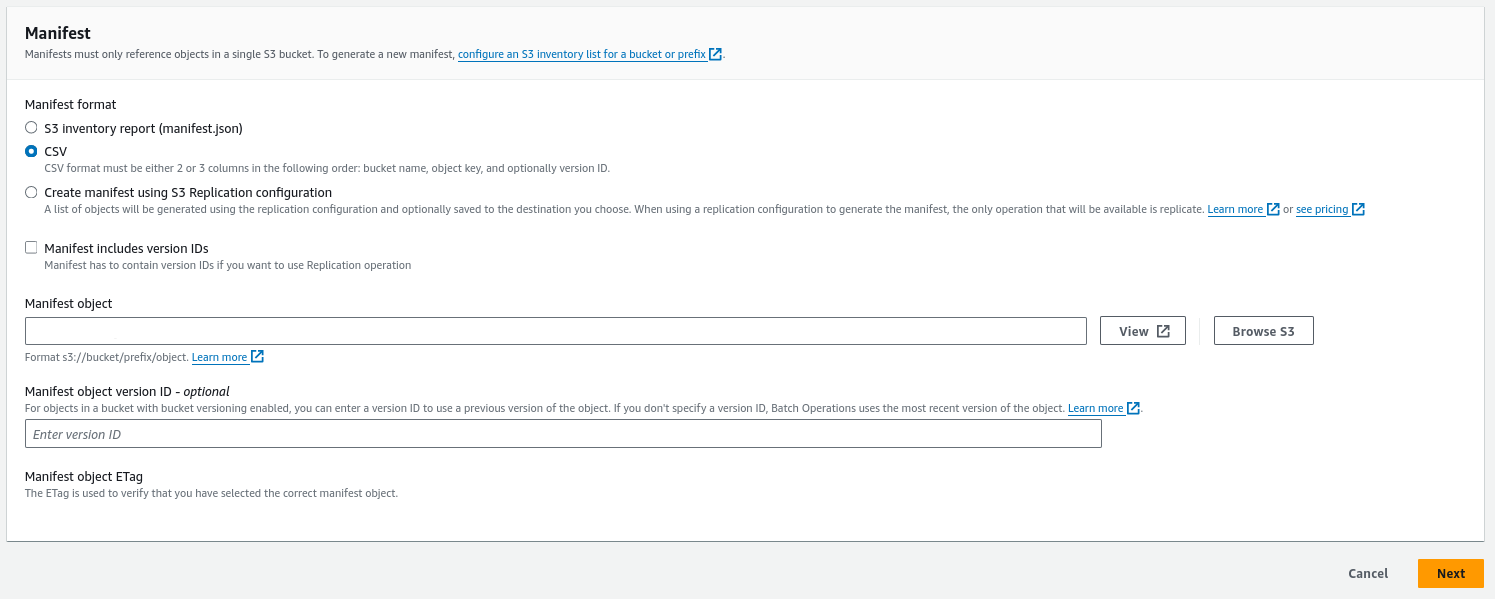 Manifest
Manifests must only reference objects in a single S3 bucket. To generate a new manifest, configure an S3 inventory list for a bucket or prefix.
Manifest format
S3 inventory report (manifest.json)
CSV
CSV format must be either 2 or 3 columns in the following order: bucket name, object key, and optionally version ID.
Create manifest using S3 Replication configuration
A list of objects will be generated using the replication configuration and optionally saved to the destination you choose. When using a replication configuration to generate the manifest, the only operation that will be available is replicate. Learn more or see pricing
Manifest includes version IDs
Manifest has to contain version IDs if you want to use Replication operation
Manifest object
View Browse S3
Format s3://bucket/prefix/object. Learn more
Manifest object version ID - optional
For objects in a bucket with bucket versioning enabled, you can enter a version ID to use a previous version of the object. If you don't specify a version ID, Batch Operations uses the most recent version of the object. Learn more.
Enter version ID
Manifest object ETag
The ETag is used to verify that you have selected the correct manifest object.
Cancel Next